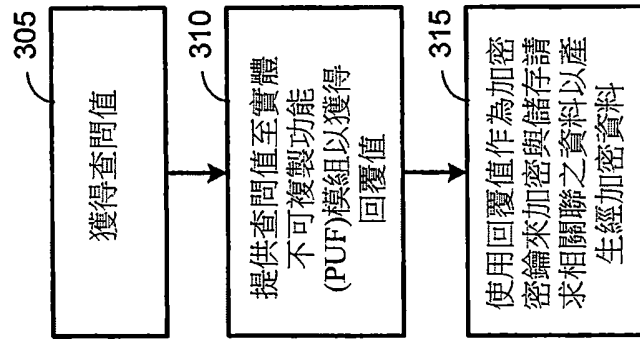 305
獲得查問值
310
提供查問值至實體
不可複製功能
(PUF)模組以獲得
回覆值
315
使用回覆值作為加密
密鑰來加密與儲存請
求相關聯之資料以產
生經加密資料